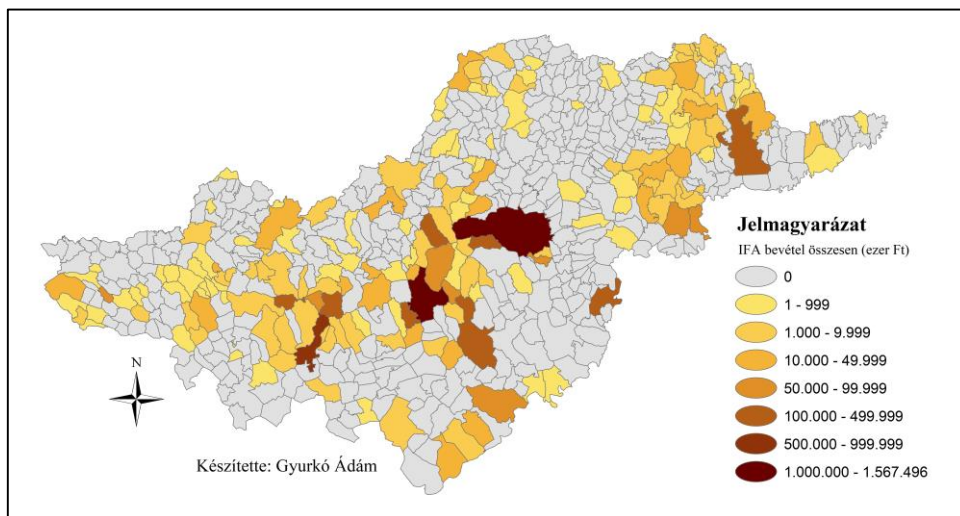 Jelmagyarázat
IFA bevétel összesen (ezer Ft)
0
1 - 999
1.000 - 9.999
10.000 - 49.999
50.000 - 99.999
100.000 - 499.999
500.000 - 999.999
1.000.000 - 1.567.496
N
Készítette: Gyurkó Ádám